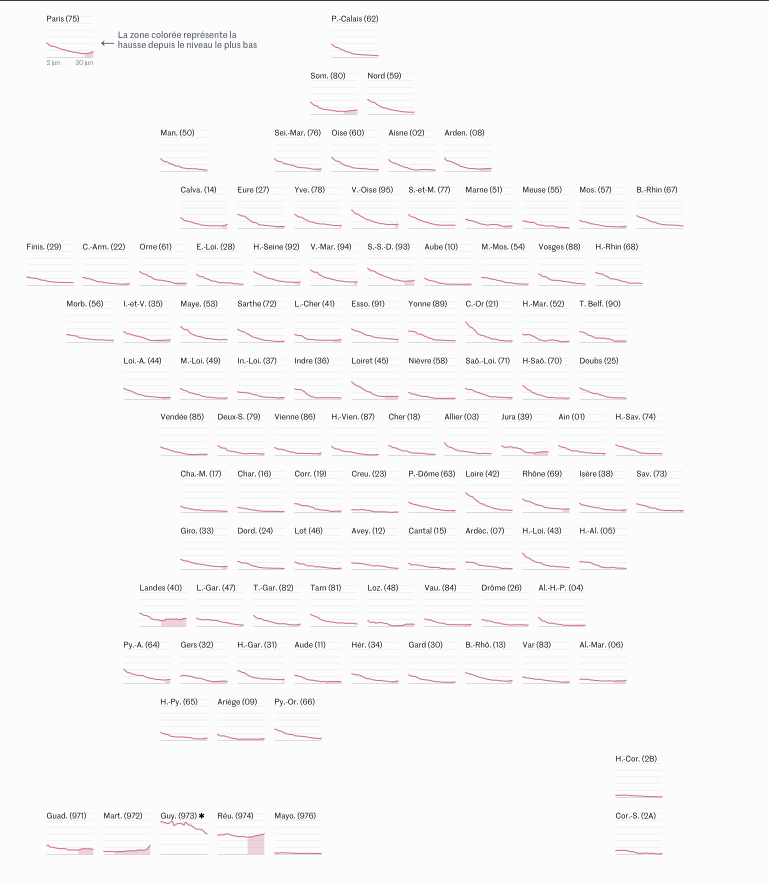 Paris (75)
P.-Calais (62)
La zone colorée représente la
hausse depuis le niveau le plus bas
2 jun 30 jun
Som. (80) Nord (59)
Man. (50) Sei.-Mar. (76) Oise (60) Aisne (02) Arden. (08)
Calva. (14) Eure (27) Yve. (78) V.-Oise (95) S.-et-M. (77) Marne (51) Meuse (55) Mos. (57) B.-Rhin (67)
Finis. (29) C.-Arm. (22) Orne (61) E.-Loi. (28) H.-Seine (92) V.-Mar. (94) S.-S.-D. (93) Aube (10) M.-Mos. (54) Vosges (88) H.-Rhin (68)
Morb. (56) I.-et-V. (35) Maye. (53) Sarthe (72) L.-Cher (41) Esso. (91) Yonne (89) C.-Or (21) H.-Mar. (52) T. Belf. (90)
Loi.-A. (44) M.-Loi. (49) In.-Loi. (37) Indre (36) Loiret (45) Nièvre (58) Saô.-Loi. (71) H-Saô. (70) Doubs (25)
Vendée (85) Deux-S. (79) Vienne (86) H.-Vien. (87) Cher (18) Allier (03) Jura (39) Ain (01) H.-Sav. (74)
Cha.-M. (17) Char. (16) Corr. (19) Creu. (23) P.-Dôme (63) Loire (42) Rhône (69) Isère (38) Sav. (73)
Giro. (33) Dord. (24) Lot (46) Avey. (12) Cantal (15) Ardèc. (07) H.-Loi. (43) H.-Al. (05)
Landes (40) L.-Gar. (47) T.-Gar. (82) Tarn (81) Loz. (48) Vau. (84) Drôme (26) Al.-H.-P. (04)
Py.-A. (64) Gers (32) H.-Gar. (31) Aude (11) Hér. (34) Gard (30) B.-Rhô. (13) Var (83) Al.-Mar. (06)
H.-Py. (65) Ariège (09) Py.-Or. (66)
H.-Cor. (2B)
Guad. (971) Mart. (972) Guy. (973) ✱ Réu. (974) Mayo. (976) Cor.-S. (2A)